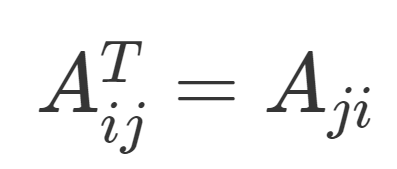 $A^T_{ij} = A_{ji}$